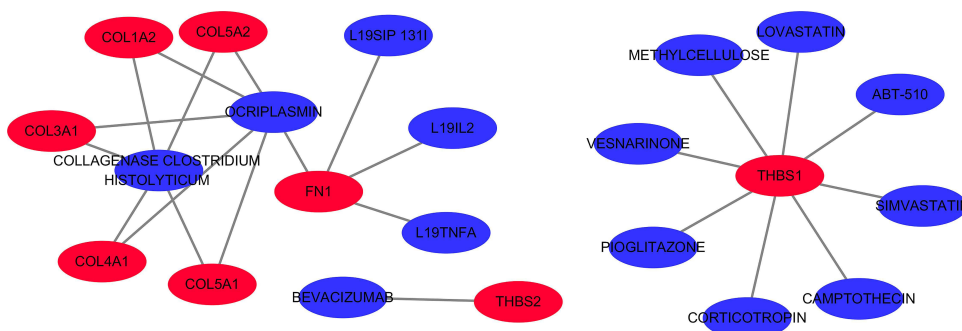 COL5A2
COL1A2
L19SIP 131I
LOVASTATIN
METHYLCELLULOSE
ABT-510
OCRIPLASMIN
L19IL2
COL3A1
VESNARINONE
COLLAGENASE CLOSTRIDIUM
HISTOLYTICUM
THBS1
FN1
SIMVASTATIN
L19TNFA
PIOGLITAZONE
COL4A1
COL5A1
BEVACIZUMAB
THBS2
CAMPTOTHECIN
CORTICOTROPIN